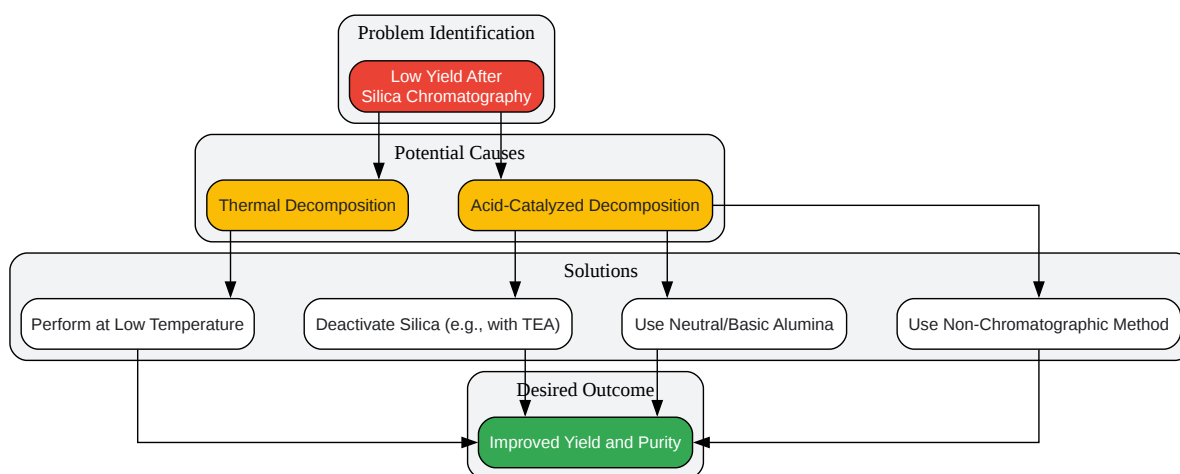 Problem Identification
Low Yield After
Silica Chromatography
Potential Causes
Thermal Decomposition
Acid-Catalyzed Decomposition
Solutions
Perform at Low Temperature
Deactivate Silica (e.g., with TEA)
Use Neutral/Basic Alumina
Use Non-Chromatographic Method
Desired Outcome
Improved Yield and Purity